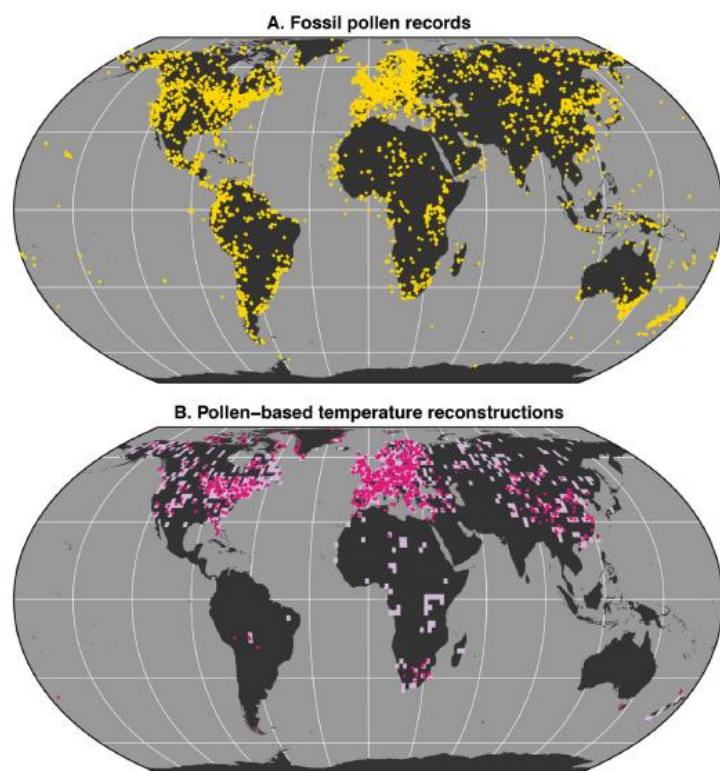 A. Fossil pollen records
B. Pollen–based temperature reconstructions